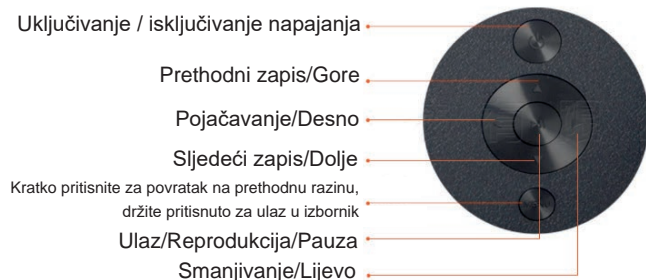 Uključivanje / isključivanje napajanja
Prethodni zapis/Gore
Pojačavanje/Desno
Sljedeći zapis/Dolje
Kratko pritisnite za povratak na prethodnu razinu,
držite pritisnuto za ulaz u izbornik
Ulaz/Reprodukcija/Pauza
Smanjivanje/Lijevo